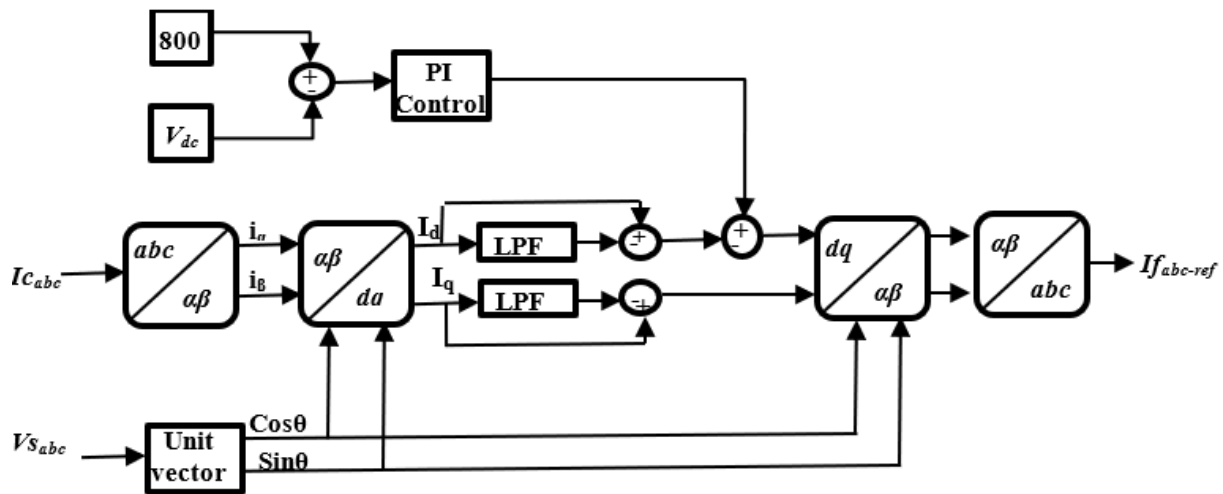 800
+
-
PI
Control
Vdc
abc
αβ
iα
iβ
αβ
da
Id
LPF
-+
+
-
Iq
LPF
-+
dq
αβ
αβ
abc
Icabc
Ifabc-ref
Vsabc
Unit
vector
Cosθ
Sinθ